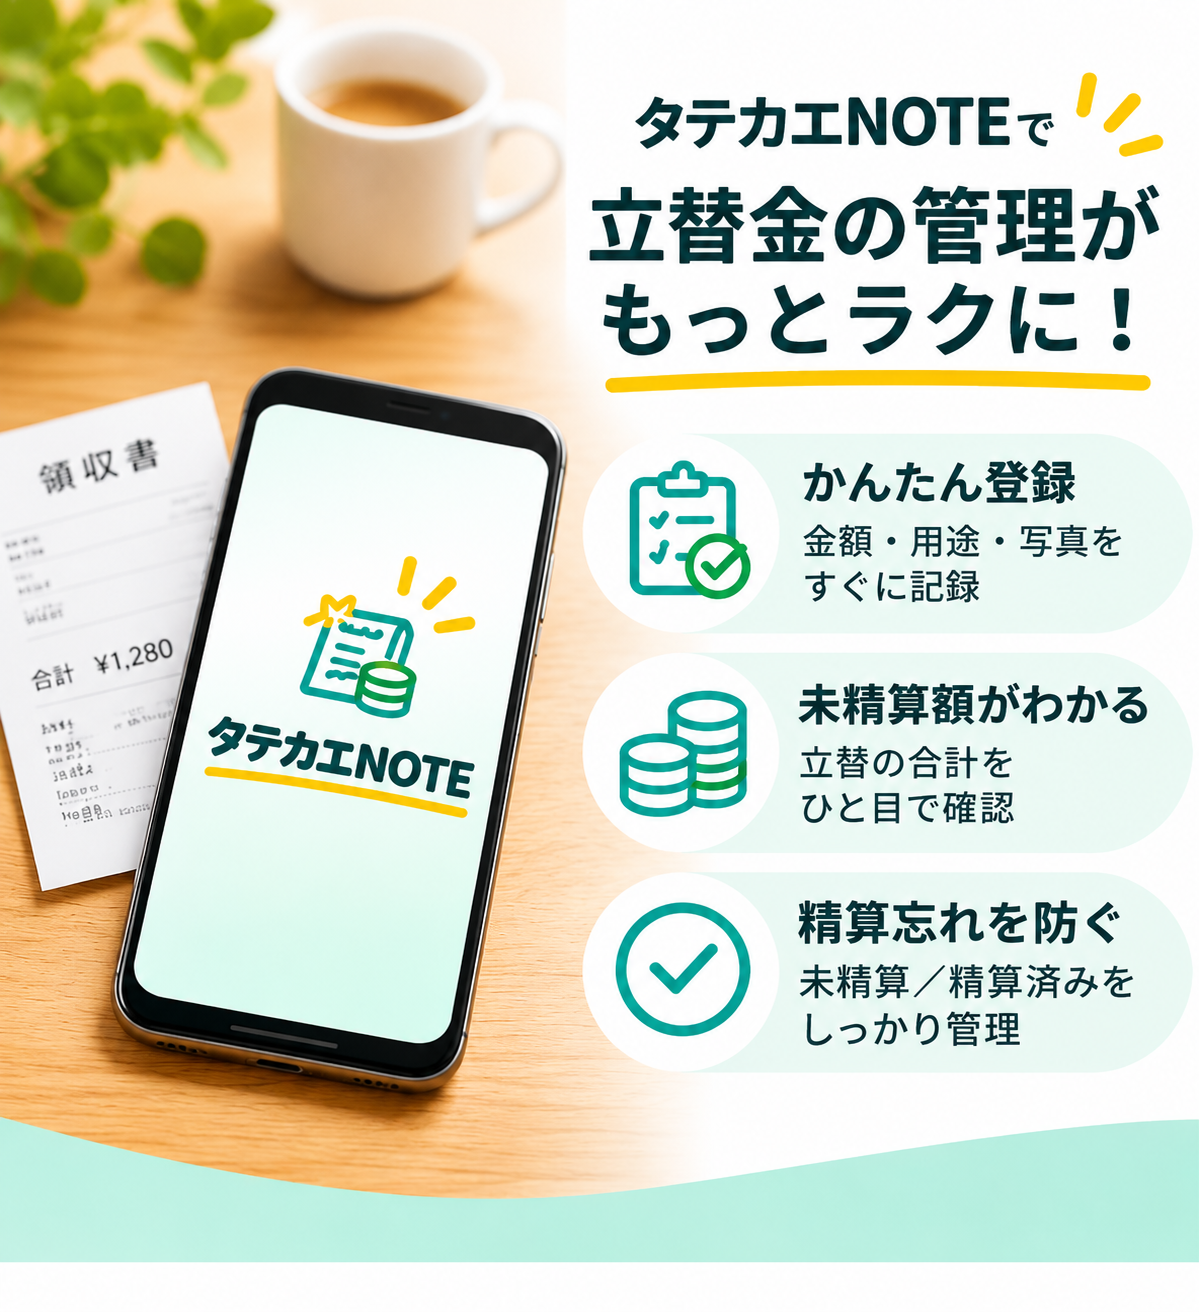 タテカエNOTEで
立替金の管理が
もっとラクに！
領収書
合計 ¥1,280
タテカエNOTE
かんたん登録
金額・用途・写真を
すぐに記録
未精算額がわかる
立替の合計を
ひと目で確認
精算忘れを防ぐ
未精算／精算済みを
しっかり管理